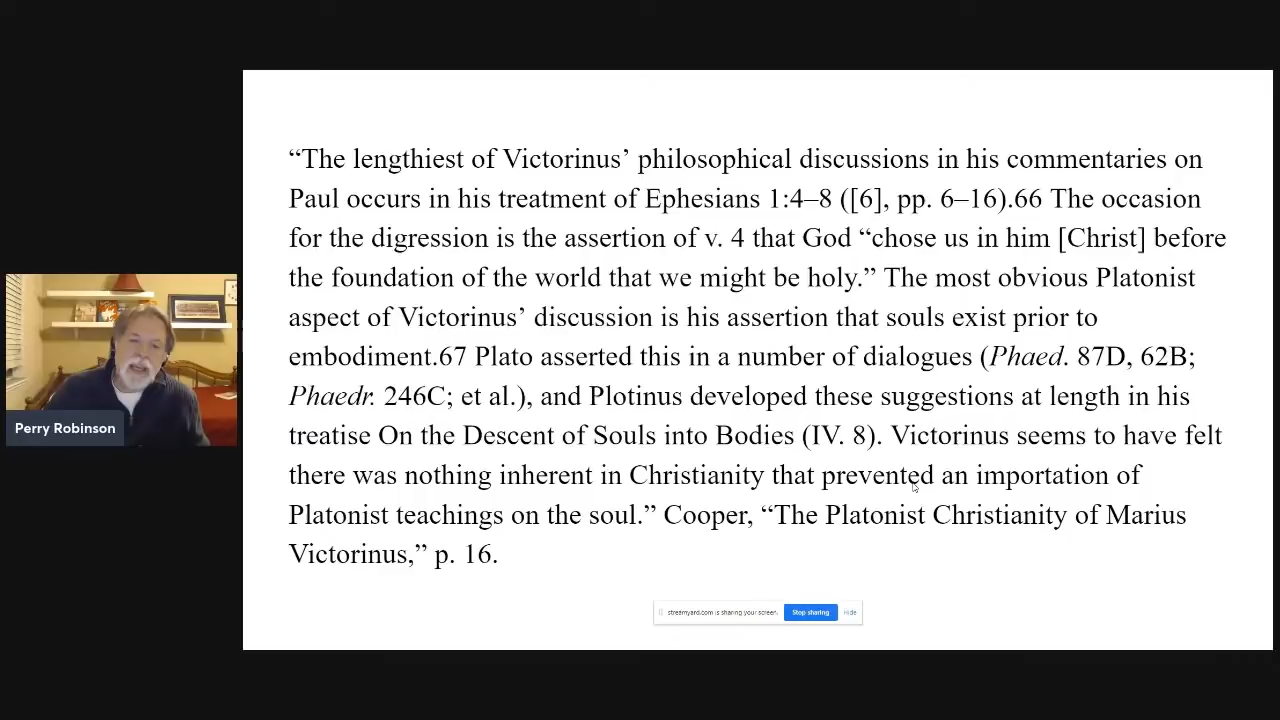 “The lengthiest of Victorinus’ philosophical discussions in his commentaries on
Paul occurs in his treatment of Ephesians 1:4–8 ([6], pp. 6–16).66 The occasion
for the digression is the assertion of v. 4 that God “chose us in him [Christ] before
the foundation of the world that we might be holy.” The most obvious Platonist
aspect of Victorinus’ discussion is his assertion that souls exist prior to
embodiment.67 Plato asserted this in a number of dialogues (Phaed. 87D, 62B;
Phaedr. 246C; et al.), and Plotinus developed these suggestions at length in his
treatise On the Descent of Souls into Bodies (IV. 8). Victorinus seems to have felt
there was nothing inherent in Christianity that prevented an importation of
Platonist teachings on the soul.” Cooper, “The Platonist Christianity of Marius
Victorinus,” p. 16.
Perry Robinson
streamyard.com is sharing your screen. Stop sharing Hide